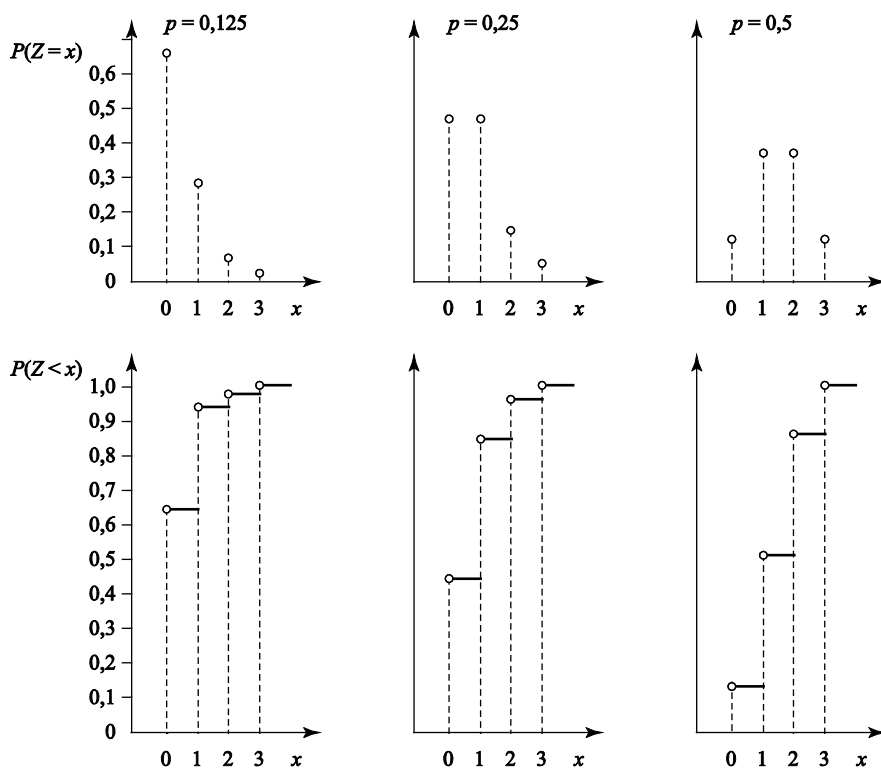 p = 0,125
p = 0,25
p = 0,5
P(Z = x)
0,6
0,5
0,4
0,3
0,2
0,1
0
0 1 2 3 x
0 1 2 3 x
0 1 2 3 x
P(Z < x)
1,0
0,9
0,8
0,7
0,6
0,5
0,4
0,3
0,2
0,1
0
0 1 2 3 x
0 1 2 3 x
0 1 2 3 x